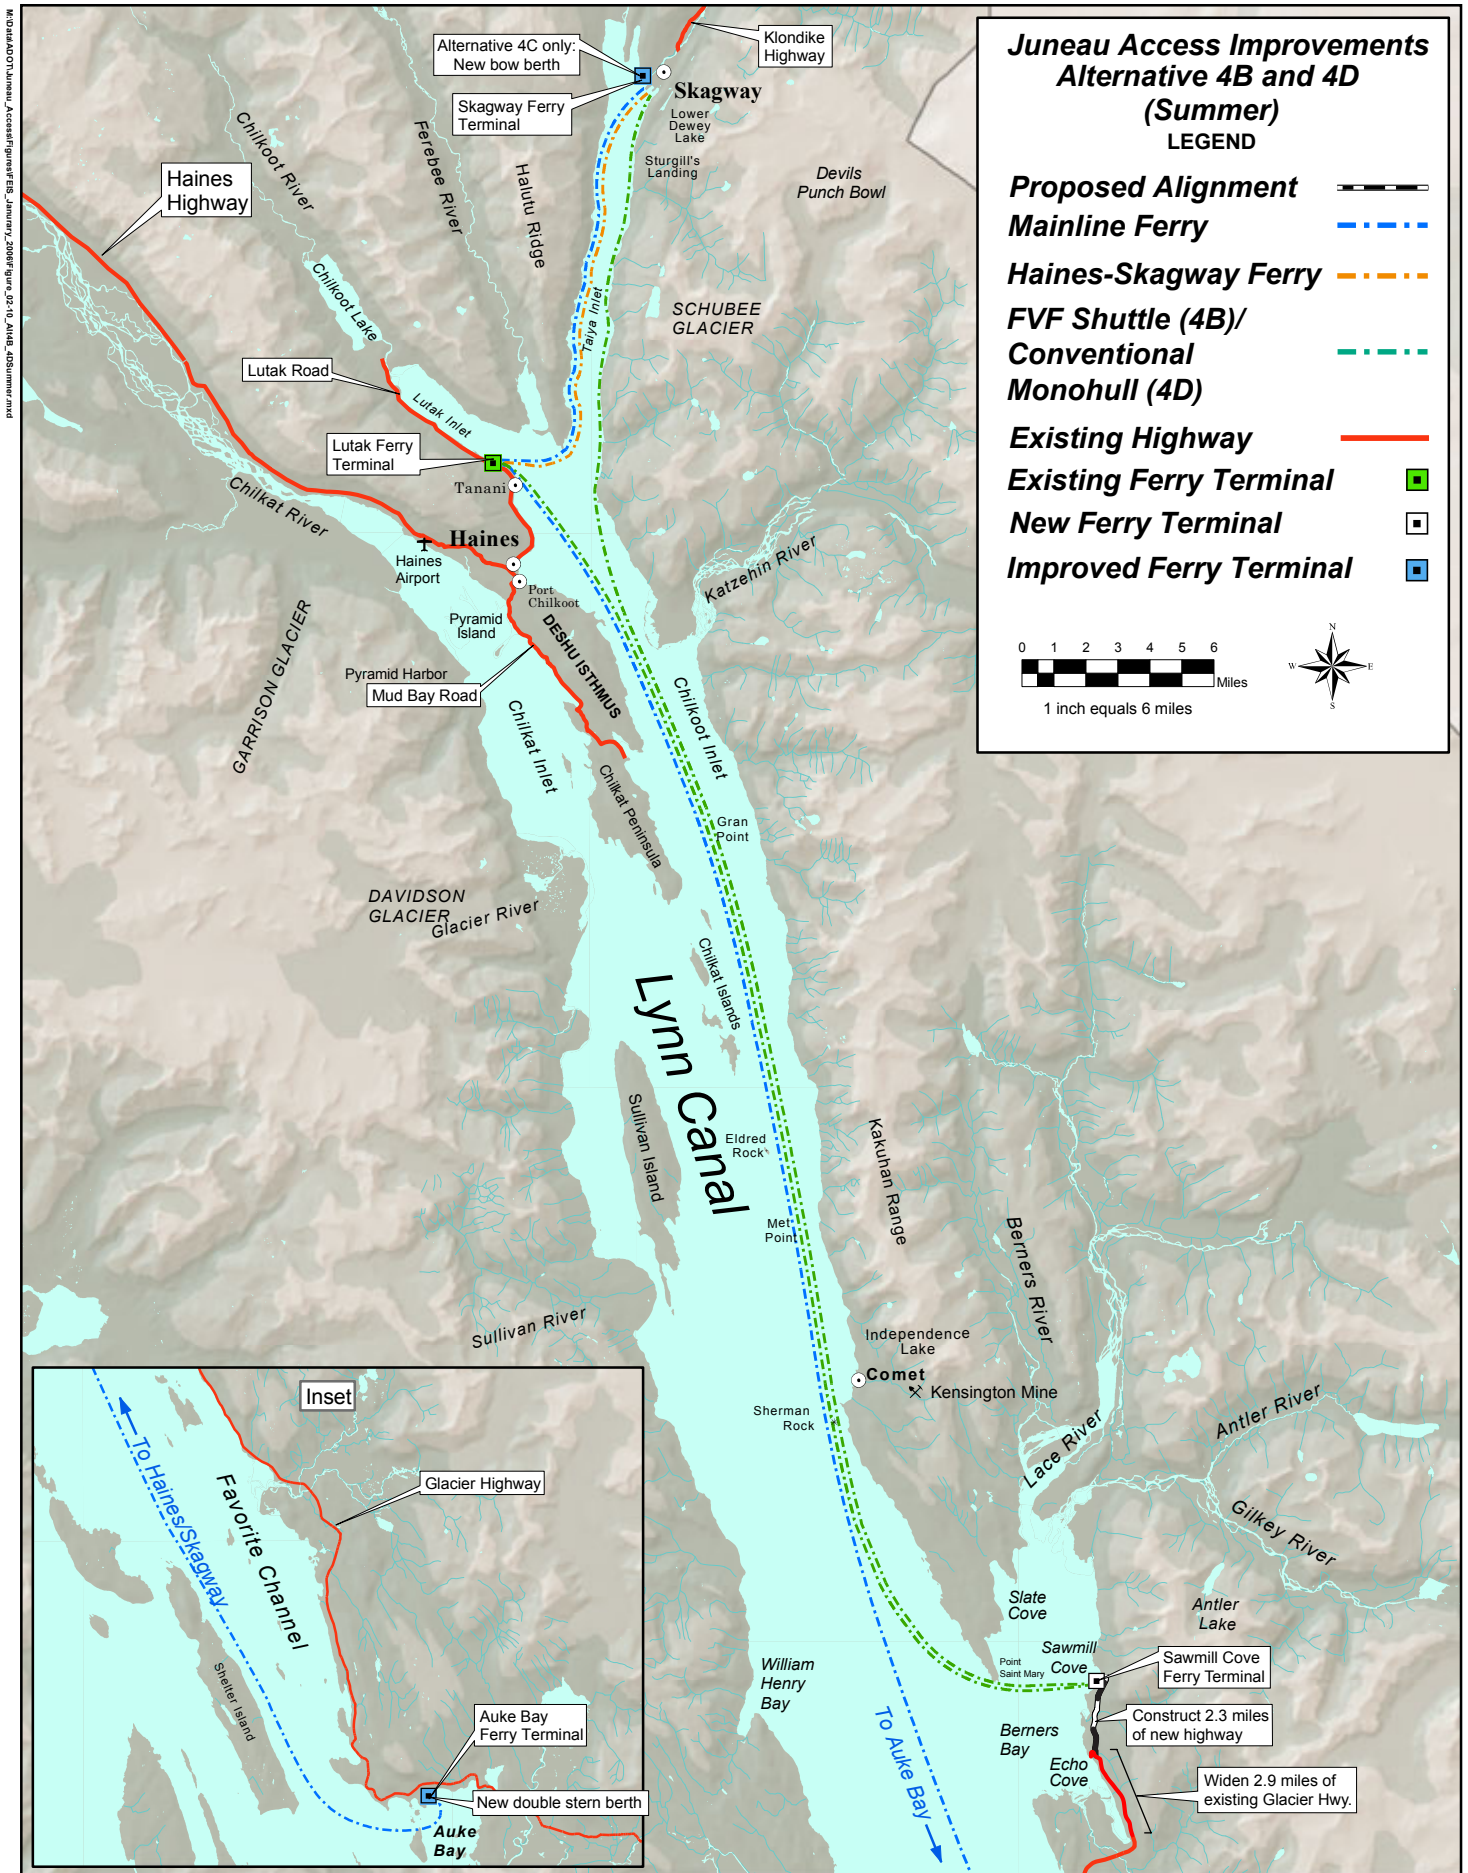 M:\Data\ADOT\Juneau_Access\Figures\FEIS_Janurary_2006\Figure_02-10_Alt4B_4DSummer.mxd
Juneau Access Improvements
Alternative 4B and 4D
(Summer)
LEGEND
Proposed Alignment
Mainline Ferry
Haines-Skagway Ferry
FVF Shuttle (4B)/
Conventional
Monohull (4D)
Existing Highway
Existing Ferry Terminal
New Ferry Terminal
Improved Ferry Terminal
0 1 2 3 4 5 6
Miles
1 inch equals 6 miles
N
W
E
S
Alternative 4C only:
New bow berth
Klondike
Highway
Skagway
Skagway Ferry
Terminal
Lower
Dewey
Lake
Sturgill's
Landing
Devils
Punch Bowl
Chilkoot River
Ferebee River
Halutu Ridge
Haines
Highway
Chilkoot Lake
Taiya Inlet
SCHUBEE
GLACIER
Lutak Road
Lutak Inlet
Lutak Ferry
Terminal
Tanani
Chilkat River
Haines
Haines
Airport
Port
Chilkoot
Katzehin River
Pyramid
Island
DESHU ISTHMUS
GARRISON GLACIER
Pyramid Harbor
Mud Bay Road
Chilkat Inlet
Chilkoot Inlet
Chilkat Peninsula
Gran
Point
DAVIDSON
GLACIER
Glacier River
Chilkat Islands
Lynn Canal
Sullivan Island
Eldred
Rock
Kakuhan Range
Met
Point
Berners River
Sullivan River
Independence
Lake
Comet
Kensington Mine
Sherman
Rock
Lace River
Antler River
Gilkey River
Slate
Cove
Antler
Lake
Sawmill
Cove
Point
Saint Mary
Sawmill Cove
Ferry Terminal
William
Henry
Bay
Construct 2.3 miles
of new highway
Berners
Bay
Echo
Cove
To Auke Bay
Widen 2.9 miles of
existing Glacier Hwy.
Inset
To Haines/Skagway
Favorite Channel
Glacier Highway
Shelter Island
Auke Bay
Ferry Terminal
New double stern berth
Auke
Bay